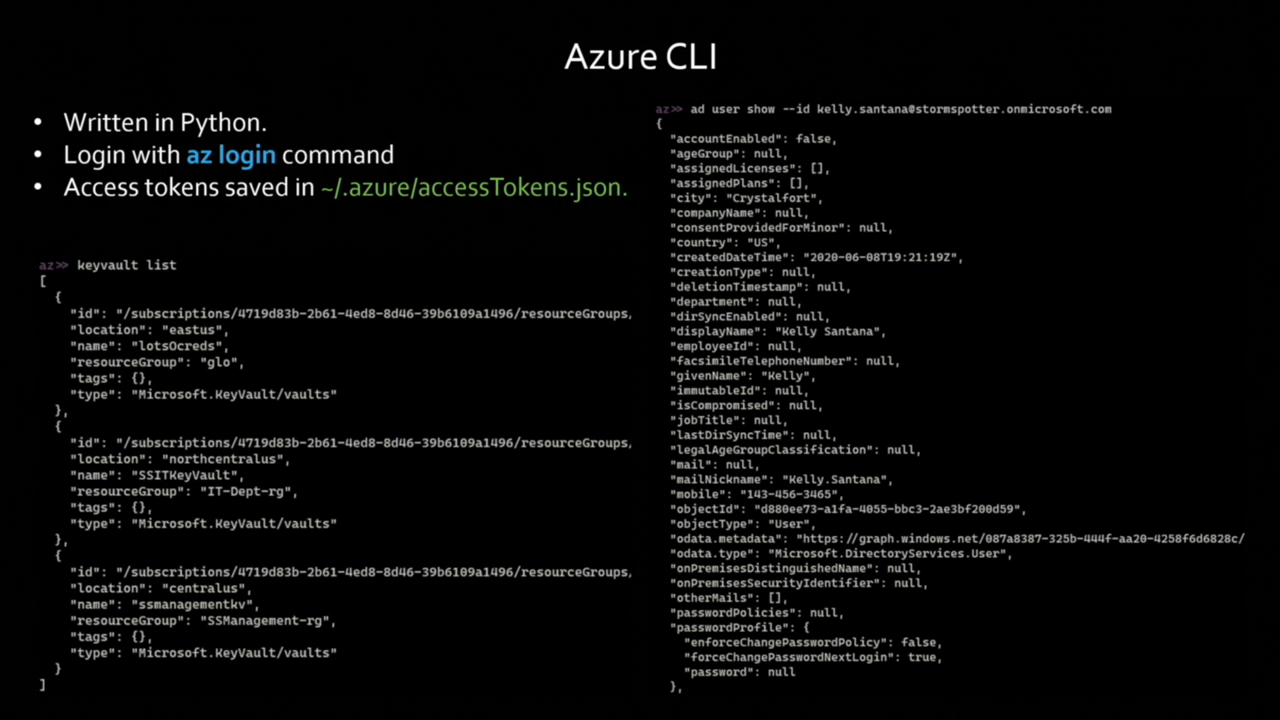 Azure CLI
• Written in Python.
• Login with az login command
• Access tokens saved in ~/.azure/accessTokens.json.
az>> keyvault list
[
{
"id": "/subscriptions/4719d83b-2b61-4ed8-8d46-39b6109a1496/resourceGroups,
"location": "eastus",
"name": "lotsOcreds",
"resourceGroup": "glo",
"tags": {},
"type": "Microsoft.KeyVault/vaults"
},
{
"id": "/subscriptions/4719d83b-2b61-4ed8-8d46-39b6109a1496/resourceGroups,
"location": "northcentralus",
"name": "SSITKeyVault",
"resourceGroup": "IT-Dept-rg",
"tags": {},
"type": "Microsoft.KeyVault/vaults"
},
{
"id": "/subscriptions/4719d83b-2b61-4ed8-8d46-39b6109a1496/resourceGroups,
"location": "centralus",
"name": "ssmanagementkv",
"resourceGroup": "SSManagement-rg",
"tags": {},
"type": "Microsoft.KeyVault/vaults"
}
]
az>> ad user show --id kelly.santana@stormspotter.onmicrosoft.com
{
"accountEnabled": false,
"ageGroup": null,
"assignedLicenses": [],
"assignedPlans": [],
"city": "Crystalfort",
"companyName": null,
"consentProvidedForMinor": null,
"country": "US",
"createdDateTime": "2020-06-08T19:21:19Z",
"creationType": null,
"deletionTimestamp": null,
"department": null,
"dirSyncEnabled": null,
"displayName": "Kelly Santana",
"employeeId": null,
"facsimileTelephoneNumber": null,
"givenName": "Kelly",
"immutableId": null,
"isCompromised": null,
"jobTitle": null,
"lastDirSyncTime": null,
"legalAgeGroupClassification": null,
"mail": null,
"mailNickname": "Kelly.Santana",
"mobile": "143-456-3465",
"objectId": "d880ee73-a1fa-4055-bbc3-2ae3bf200d59",
"objectType": "User",
"odata.metadata": "https://graph.windows.net/087a8387-325b-444f-aa20-4258f6d6828c/
"odata.type": "Microsoft.DirectoryServices.User",
"onPremisesDistinguishedName": null,
"onPremisesSecurityIdentifier": null,
"otherMails": [],
"passwordPolicies": null,
"passwordProfile": {
"enforceChangePasswordPolicy": false,
"forceChangePasswordNextLogin": true,
"password": null
},